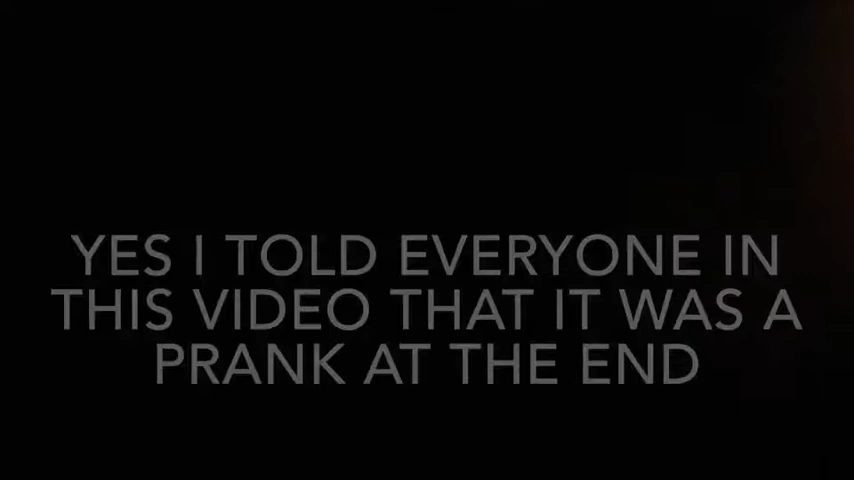 YES I TOLD EVERYONE IN
THIS VIDEO THAT IT WAS A
PRANK AT THE END